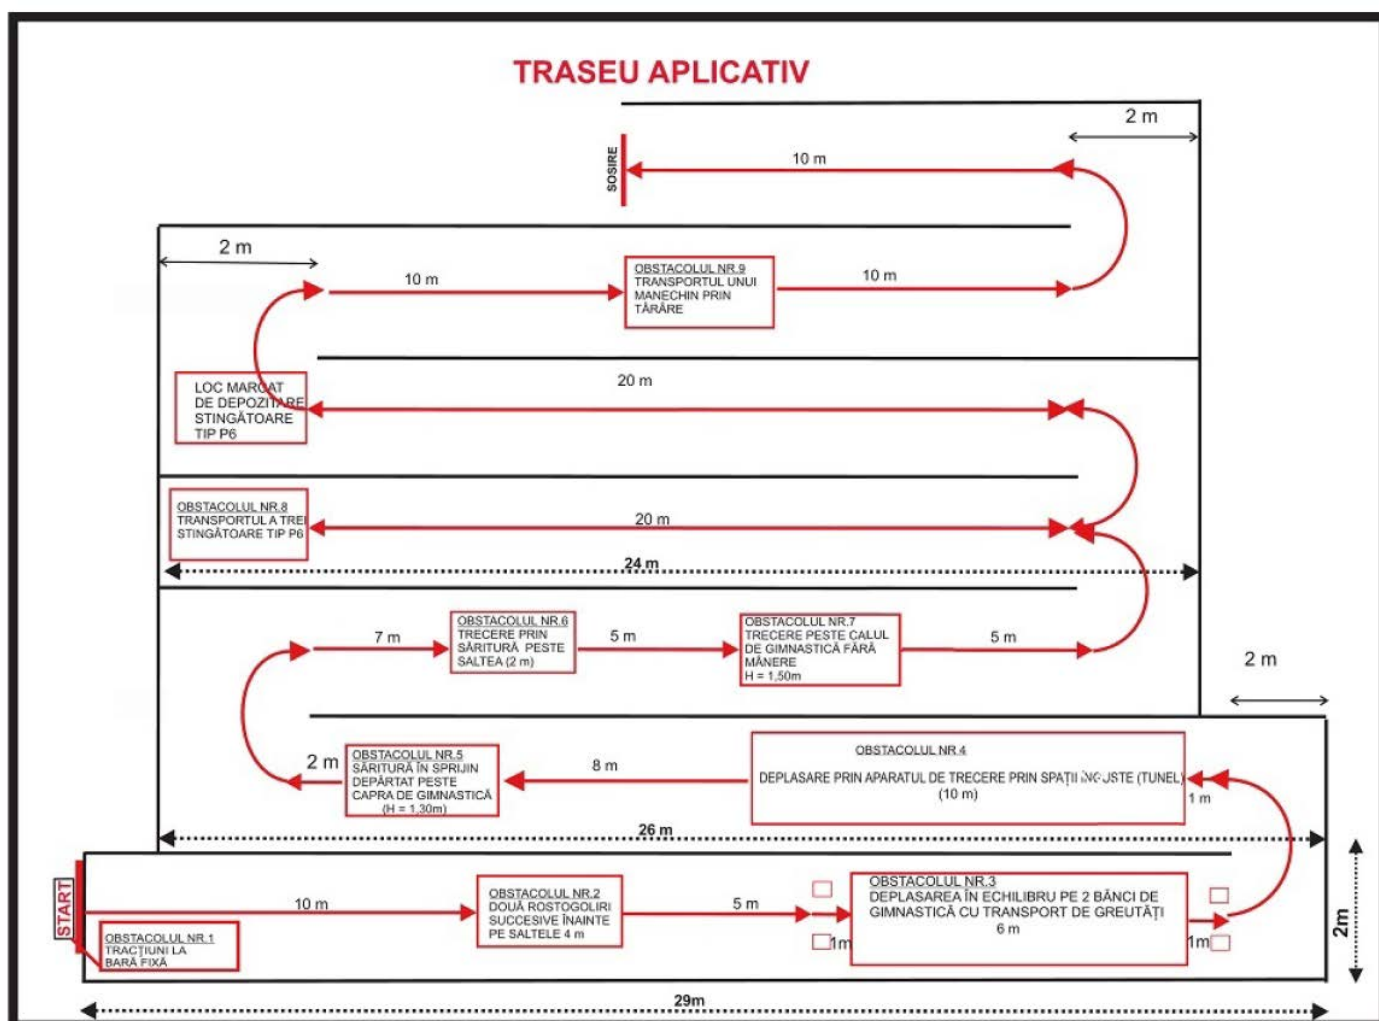 TRASEU APLICATIV
2 m
10 m
SOSIRE
2 m
10 m
OBSTACOLUL NR.9
TRANSPORTUL UNUI
MANECHIN PRIN
TÂRÂRE
10 m
LOC MARCAT
DE DEPOZITARE
STINGĂTOARE
TIP P6
20 m
OBSTACOLUL NR.8
TRANSPORTUL A TREI
STINGĂTOARE TIP P6
20 m
24 m
7 m
OBSTACOLUL NR.6
TRECERE PRIN
SĂRITURĂ PESTE
SALTEA (2 m)
5 m
OBSTACOLUL NR.7
TRECERE PESTE CALUL
DE GIMNASTICĂ FĂRĂ
MÂNERE
H = 1,50m
5 m
2 m
2 m
OBSTACOLUL NR.5
SĂRITURĂ ÎN SPRIJIN
DEPĂRTAT PESTE
CAPRA DE GIMNASTICĂ
(H = 1,30m)
8 m
OBSTACOLUL NR.4
DEPLASARE PRIN APARATUL DE TRECERE PRIN SPAȚII ÎNGUSTE (TUNEL)
(10 m)
1 m
26 m
START
10 m
OBSTACOLUL NR.1
TRACȚIUNI LA
BARĂ FIXĂ
OBSTACOLUL NR.2
DOUĂ ROSTOGOLIRI
SUCCESIVE ÎNAINTE
PE SALTELE 4 m
5 m
1m
OBSTACOLUL NR.3
DEPLASAREA ÎN ECHILIBRU PE 2 BĂNCI DE
GIMNASTICĂ CU TRANSPORT DE GREUTĂȚI
6 m
1m
2m
29m